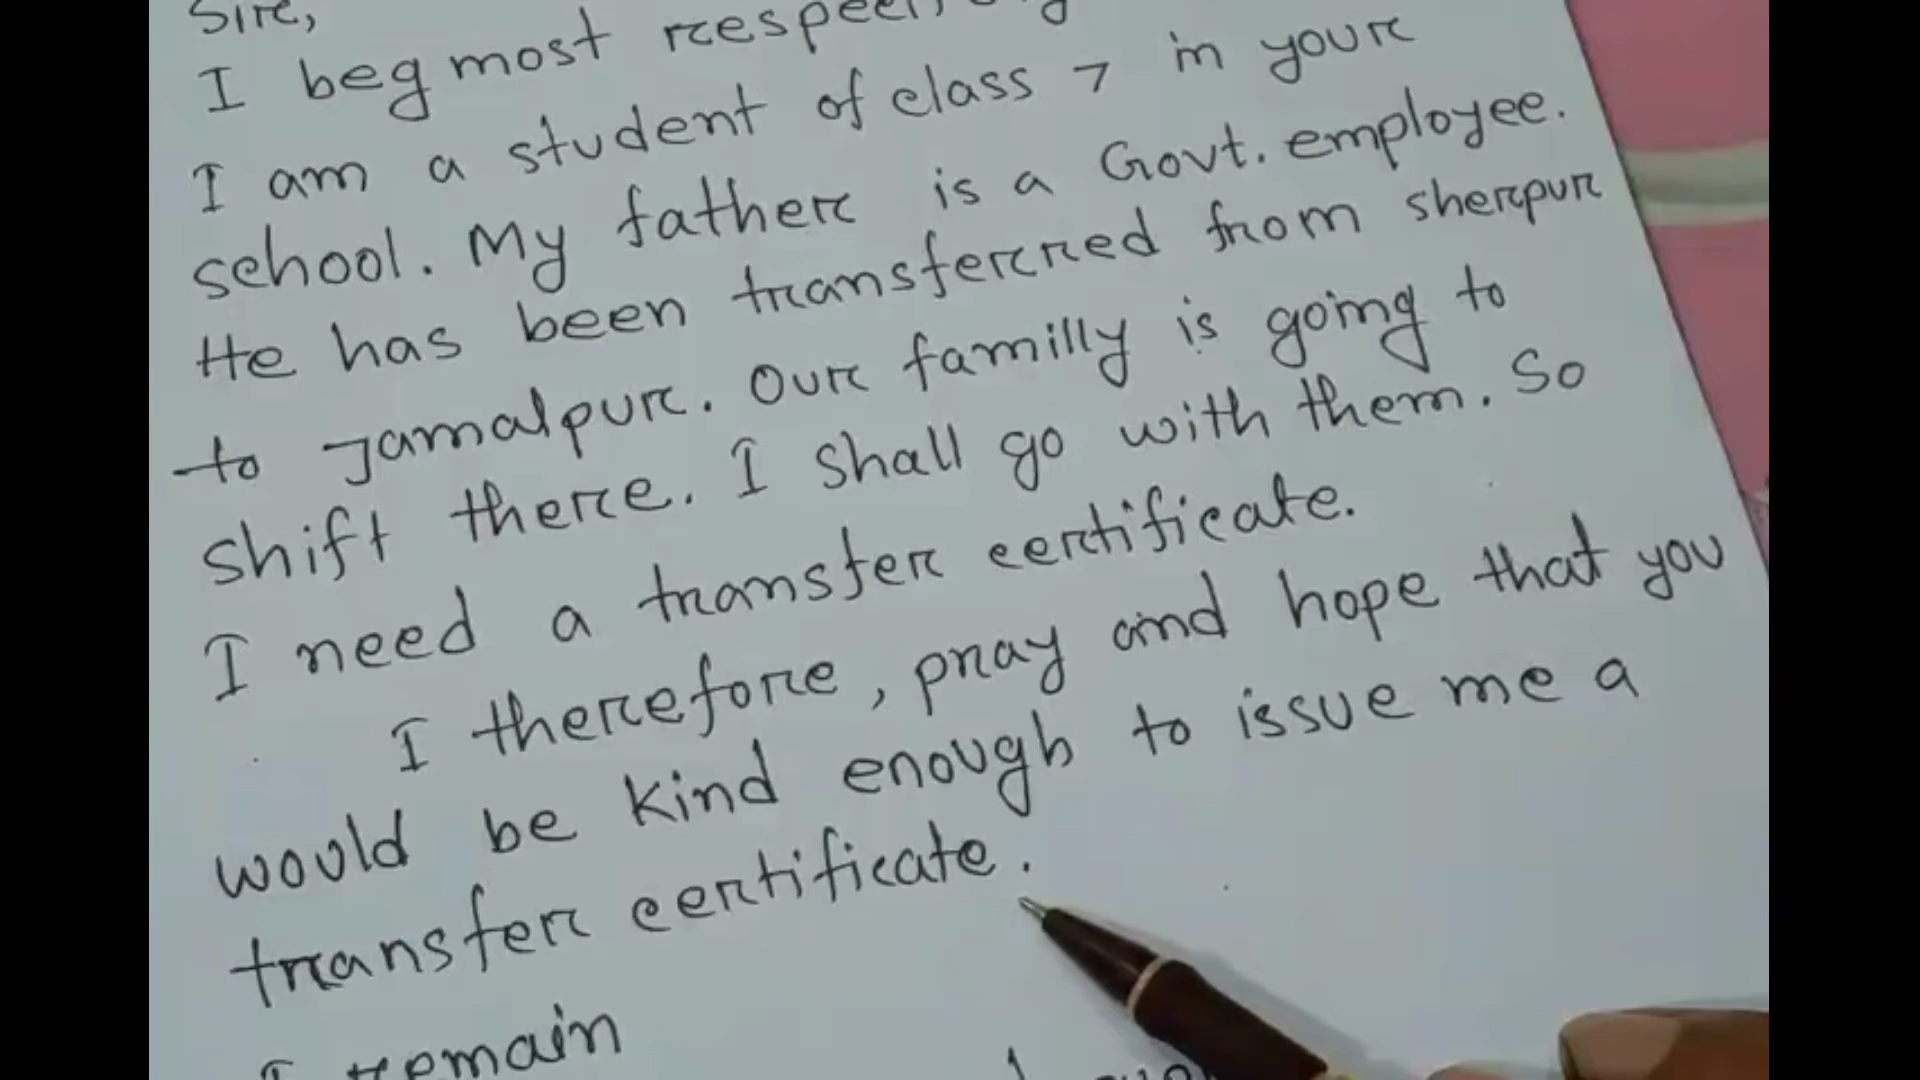 Sir,
I beg most
I am a student of class 7 in your
school. My father is a Govt. employee.
He has been transferred from sherpur
to Jamalpur. Our familly is going to
shift there. I shall go with them. So
I need a transfer certificate.
I therefore, pray and hope that you
would be kind enough to issue me a
transfer certificate.
I remain